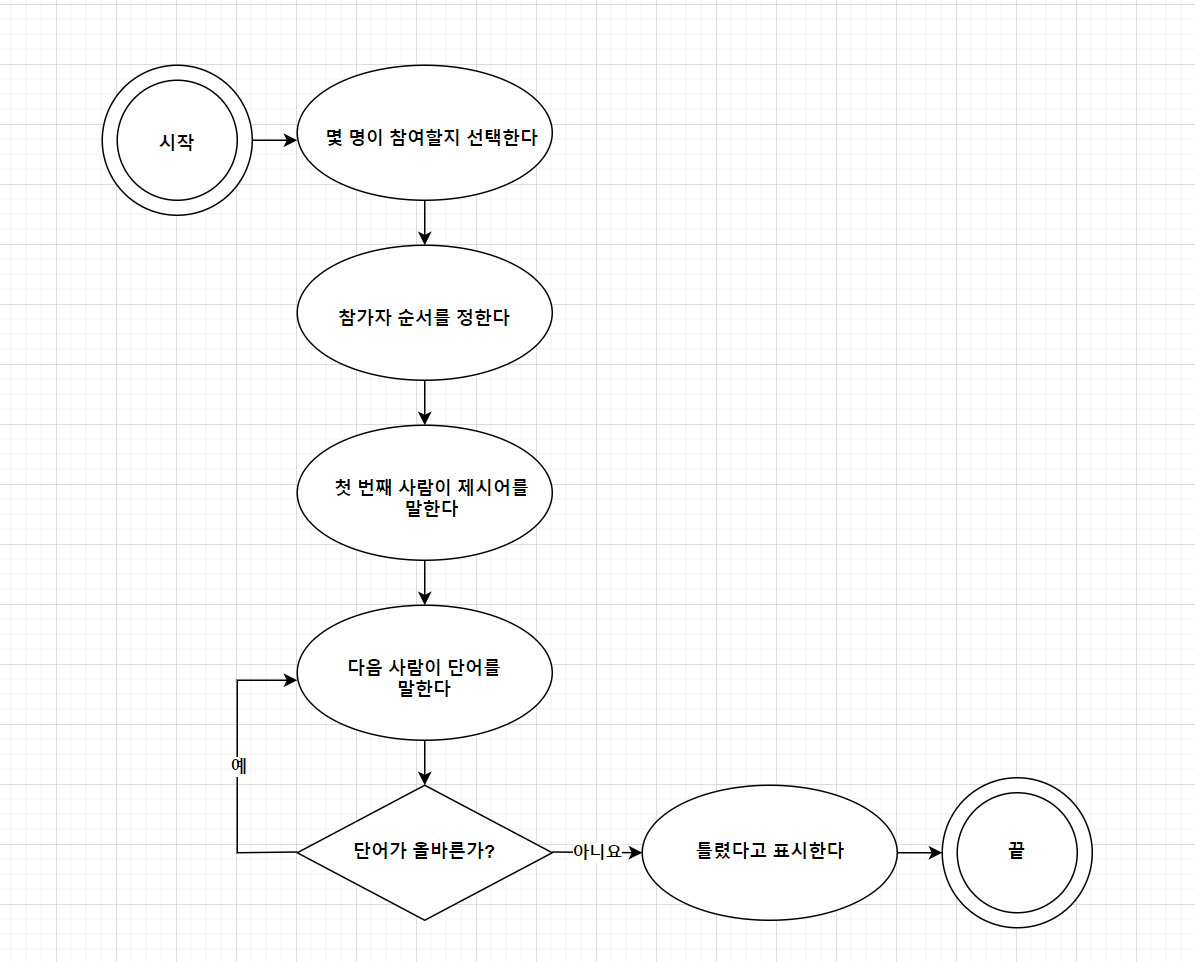 시작
몇 명이 참여할지 선택한다
참가자 순서를 정한다
첫 번째 사람이 제시어를
말한다
다음 사람이 단어를
말한다
예
단어가 올바른가?
아니요
틀렸다고 표시한다
끝